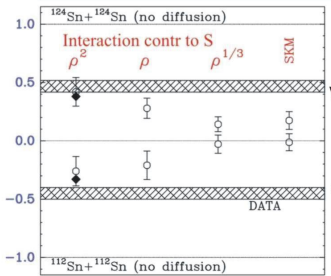 1.0
¹²⁴Sn+¹²⁴Sn (no diffusion)
Interaction contr to S
ρ² ρ ρ¹/³ SKM
0.5
0.0
−0.5
DATA
−1.0
¹¹²Sn+¹¹²Sn (no diffusion)